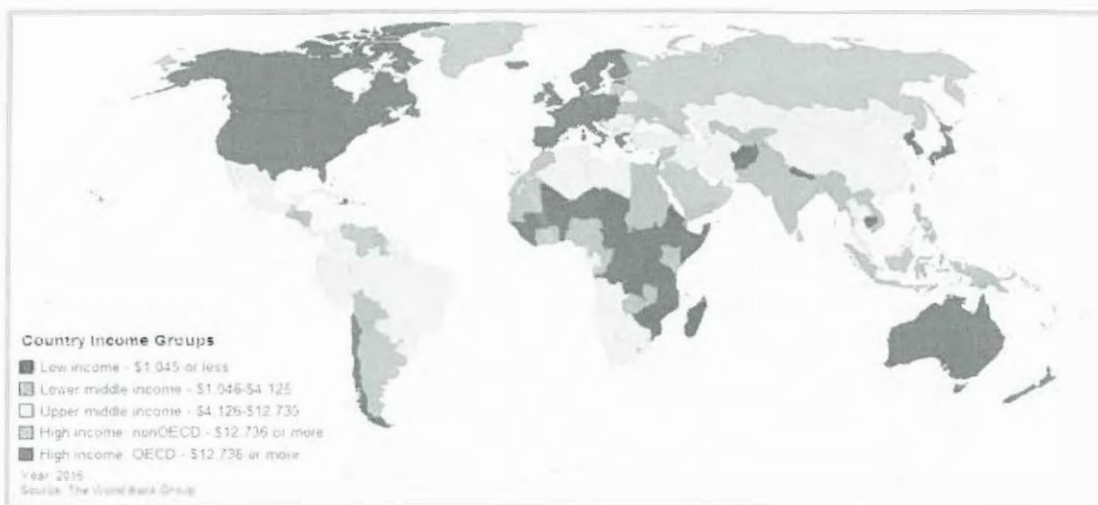 Country Income Groups
Low income - $1.045 or less
Lower middle income - $1.046-$4.125
Upper middle income - $4.126-$12.735
High income: nonOECD - $12.736 or more
High income: OECD - $12.736 or more
Year: 2016
Source: The World Bank Group